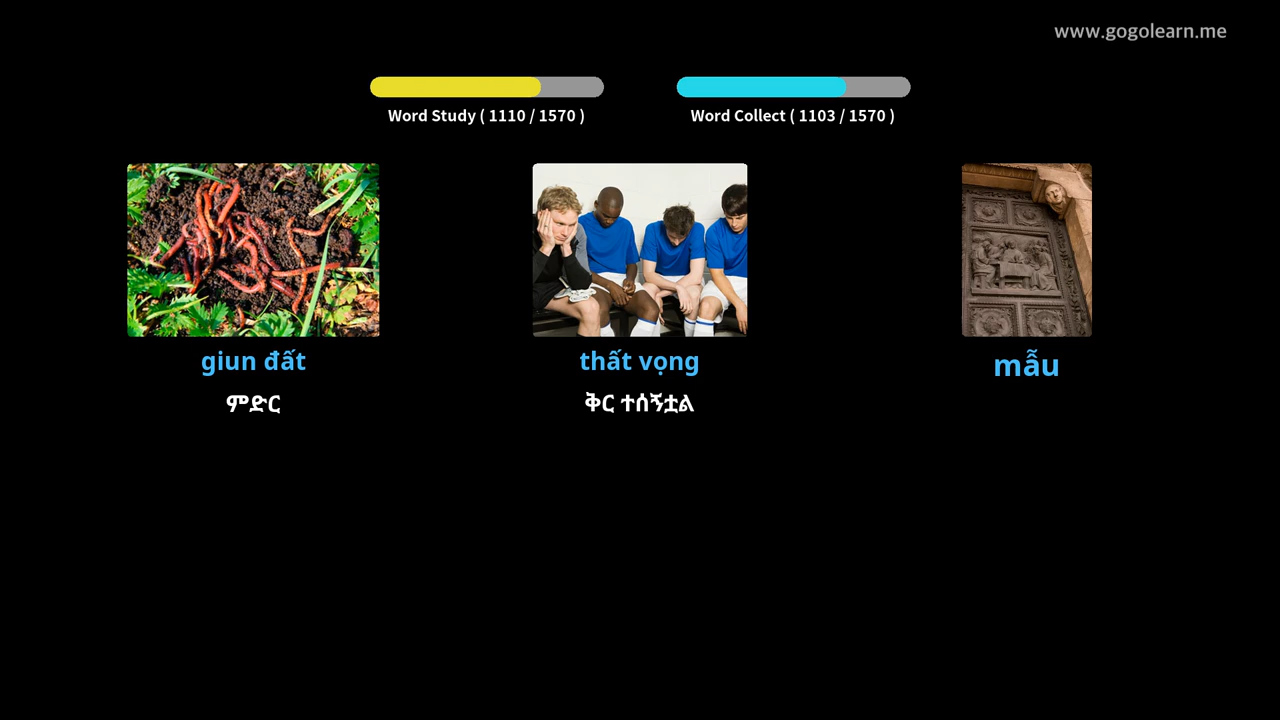 www.gogolearn.me
Word Study ( 1110 / 1570 )
Word Collect ( 1103 / 1570 )
giun đất
thất vọng
mẫu
ምድር
ቅር ተሰኝቷል